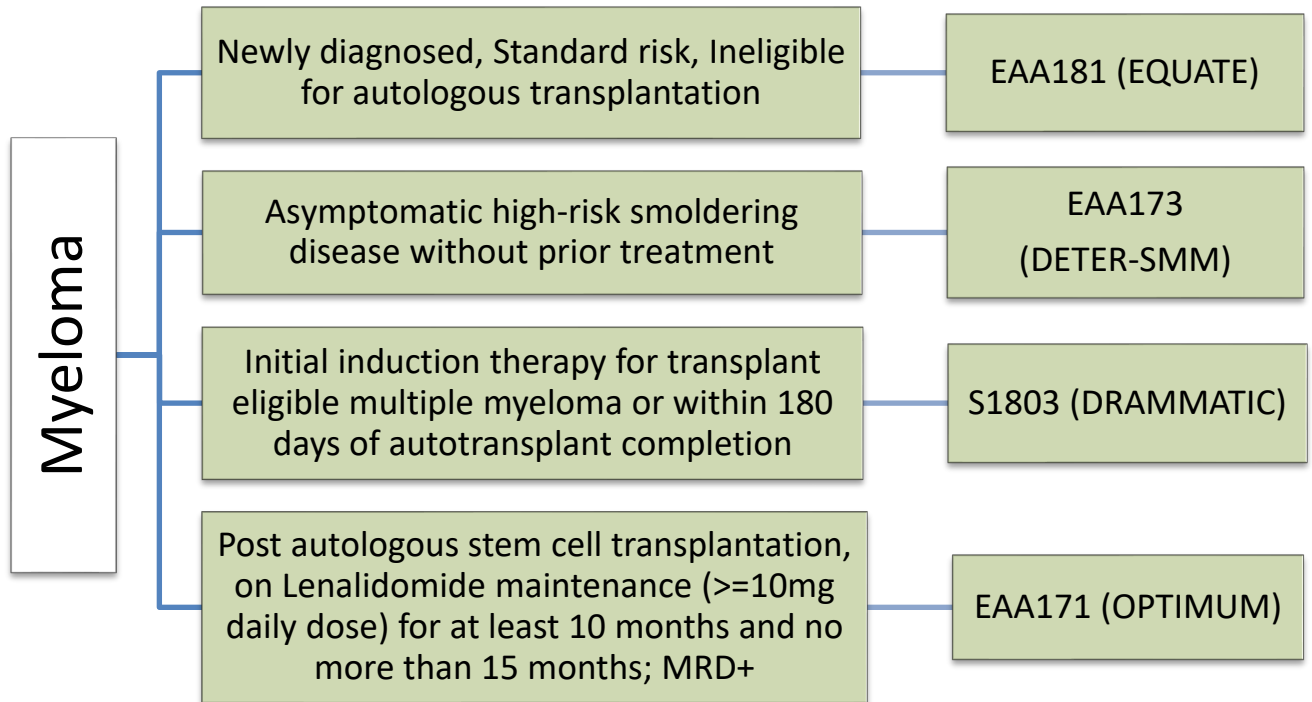 Myeloma
Newly diagnosed, Standard risk, Ineligible
for autologous transplantation
EAA181 (EQUATE)
Asymptomatic high-risk smoldering
disease without prior treatment
EAA173
(DETER-SMM)
Initial induction therapy for transplant
eligible multiple myeloma or within 180
days of autotransplant completion
S1803 (DRAMMATIC)
Post autologous stem cell transplantation,
on Lenalidomide maintenance (>=10mg
daily dose) for at least 10 months and no
more than 15 months; MRD+
EAA171 (OPTIMUM)